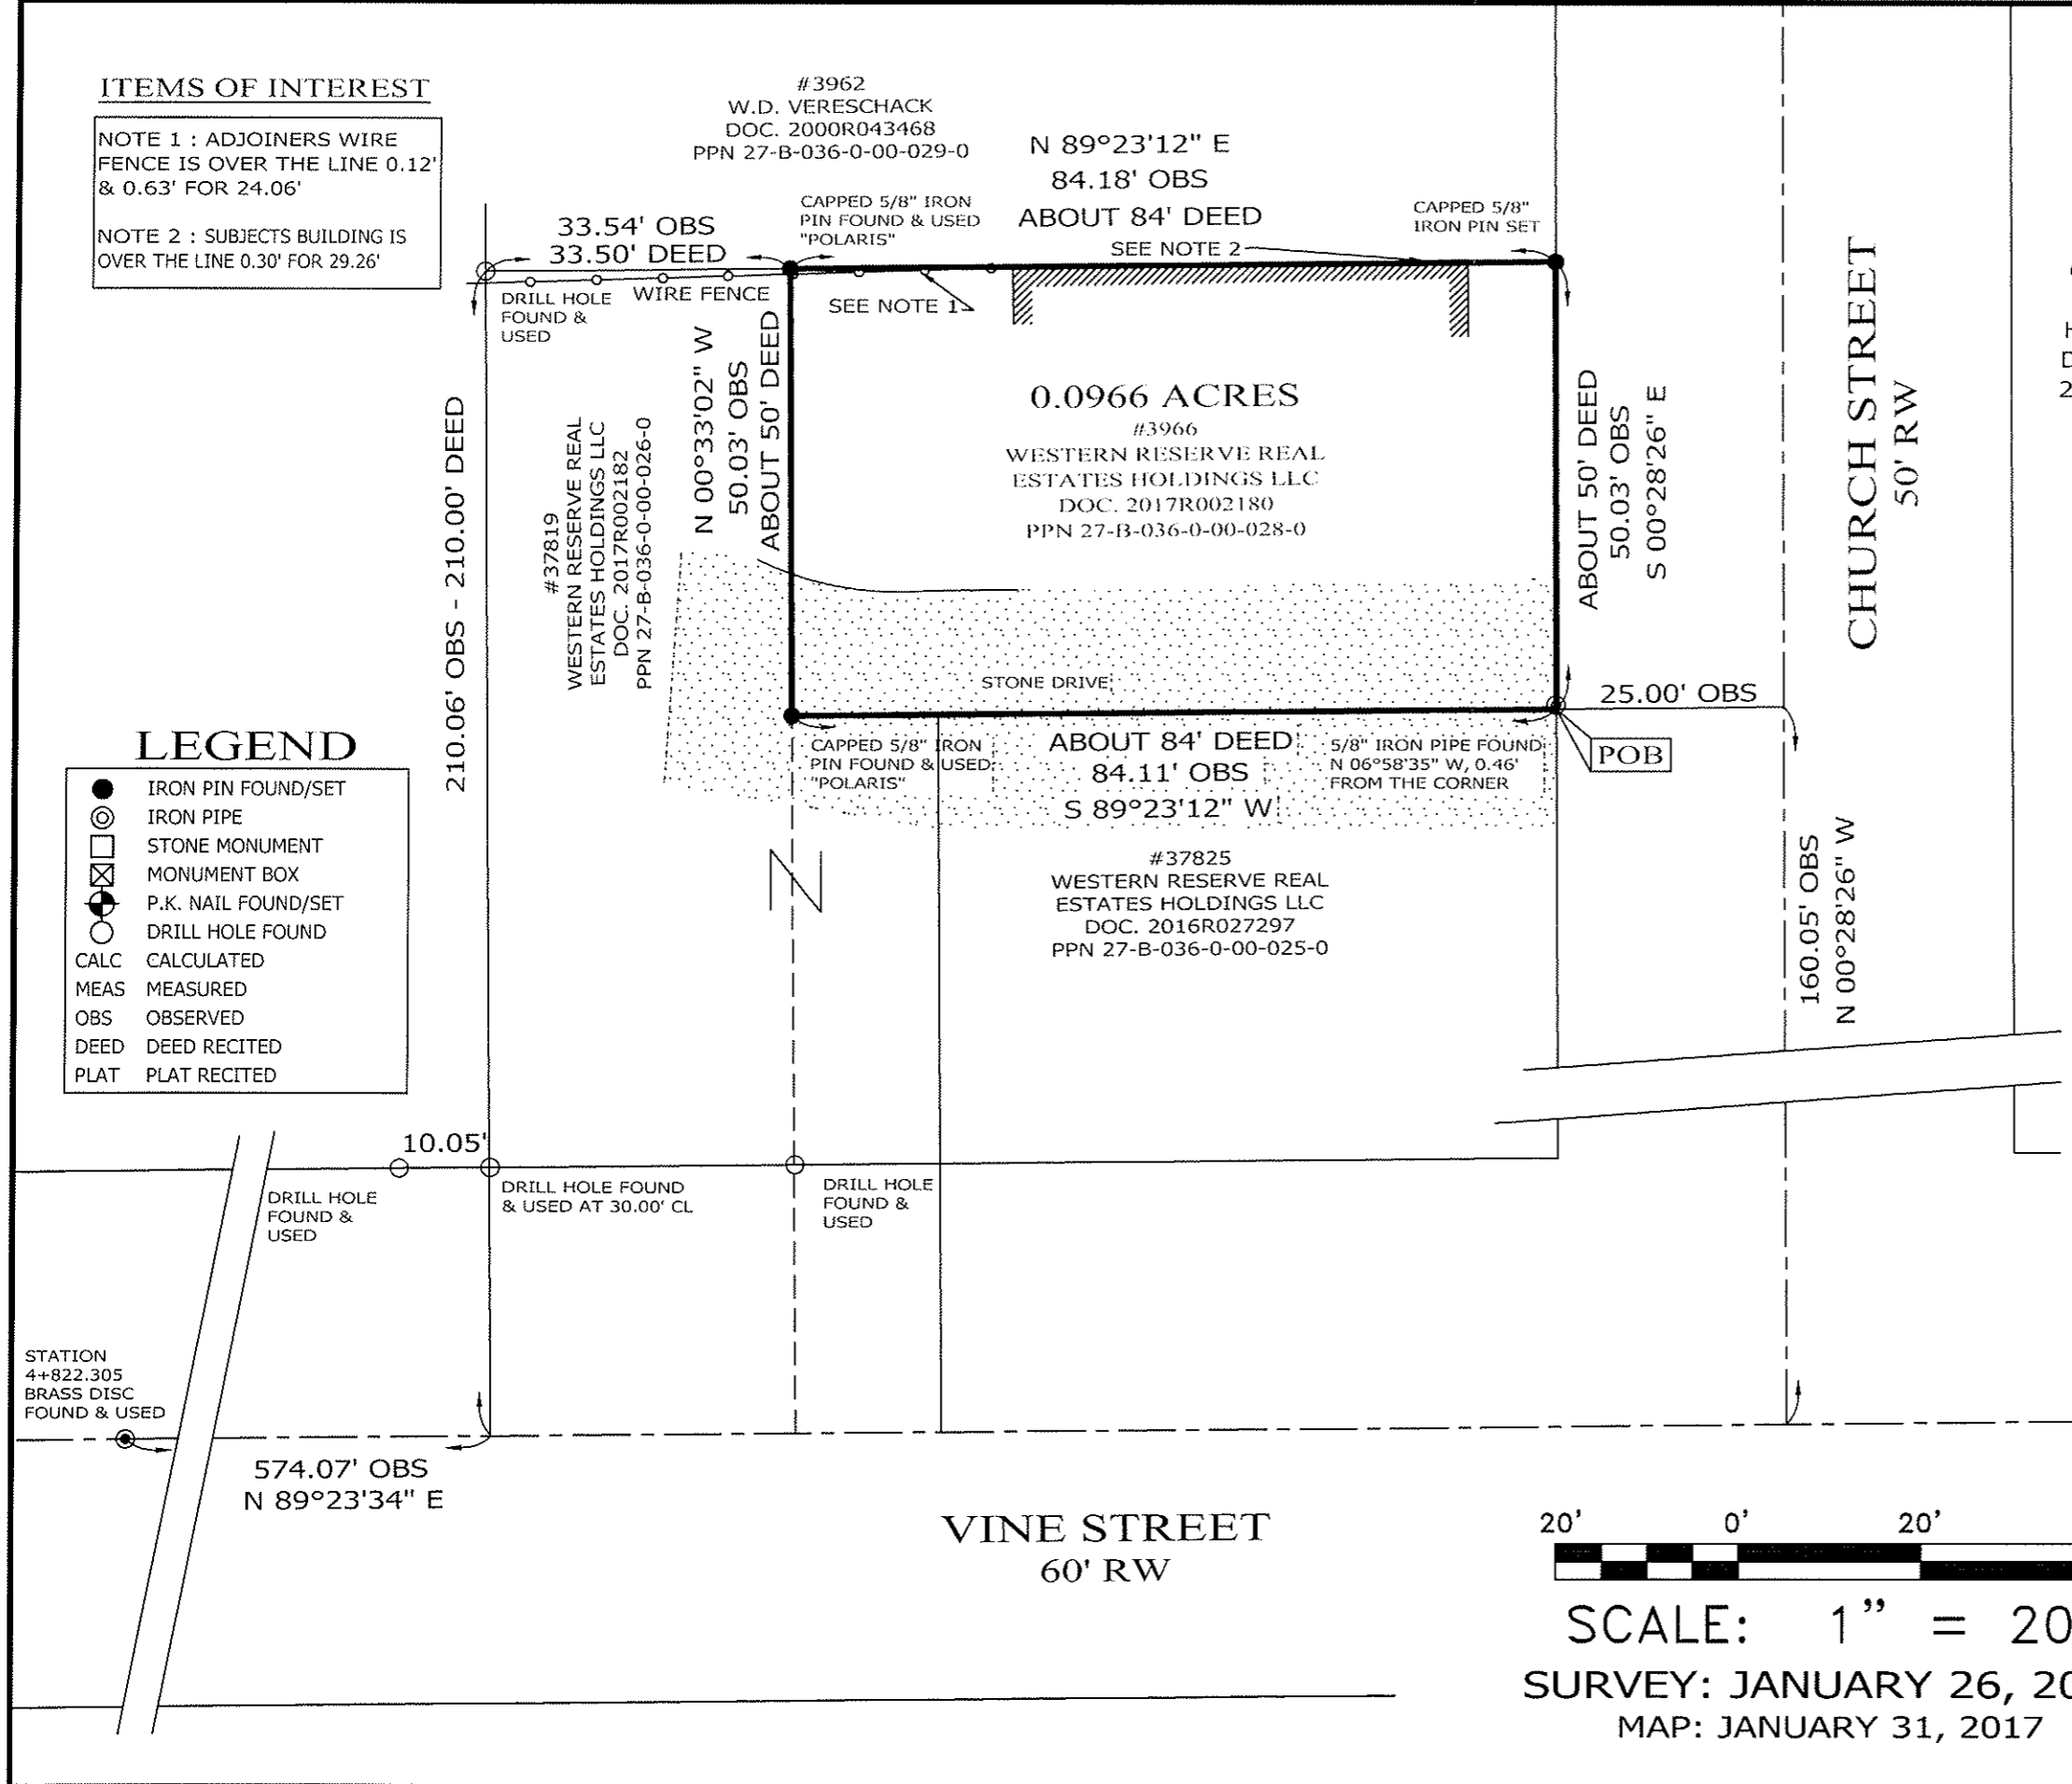 ITEMS OF INTEREST
NOTE 1 : ADJOINERS WIRE
FENCE IS OVER THE LINE 0.12'
& 0.63' FOR 24.06'
NOTE 2 : SUBJECTS BUILDING IS
OVER THE LINE 0.30' FOR 29.26'
#3962
W.D. VERESCHACK
DOC. 2000R043468
PPN 27-B-036-0-00-029-0
N 89°23'12" E
84.18' OBS
ABOUT 84' DEED
SEE NOTE 2
CAPPED 5/8" IRON
PIN FOUND & USED
"POLARIS"
CAPPED 5/8"
IRON PIN SET
33.54' OBS
33.50' DEED
DRILL HOLE
FOUND &
USED
WIRE FENCE
SEE NOTE 1
210.06' OBS - 210.00' DEED
#37819
WESTERN RESERVE REAL
ESTATES HOLDINGS LLC
DOC. 2017R002182
PPN 27-B-036-0-00-026-0
N 00°33'02" W
50.03' OBS
ABOUT 50' DEED
0.0966 ACRES
#3966
WESTERN RESERVE REAL
ESTATES HOLDINGS LLC
DOC. 2017R002180
PPN 27-B-036-0-00-028-0
ABOUT 50' DEED
50.03' OBS
S 00°28'26" E
CHURCH STREET
50' RW
H
D
2
STONE DRIVE
25.00' OBS
POB
CAPPED 5/8" IRON
PIN FOUND & USED
"POLARIS"
ABOUT 84' DEED
84.11' OBS
S 89°23'12" W
5/8" IRON PIPE FOUND
N 06°58'35" W, 0.46'
FROM THE CORNER
LEGEND
IRON PIN FOUND/SET
IRON PIPE
STONE MONUMENT
MONUMENT BOX
P.K. NAIL FOUND/SET
DRILL HOLE FOUND
CALC CALCULATED
MEAS MEASURED
OBS OBSERVED
DEED DEED RECITED
PLAT PLAT RECITED
N
#37825
WESTERN RESERVE REAL
ESTATES HOLDINGS LLC
DOC. 2016R027297
PPN 27-B-036-0-00-025-0
160.05' OBS
N 00°28'26" W
10.05'
DRILL HOLE
FOUND &
USED
DRILL HOLE FOUND
& USED AT 30.00' CL
DRILL HOLE
FOUND &
USED
STATION
4+822.305
BRASS DISC
FOUND & USED
574.07' OBS
N 89°23'34" E
VINE STREET
60' RW
20' 0' 20'
SCALE: 1" = 20
SURVEY: JANUARY 26, 20
MAP: JANUARY 31, 2017